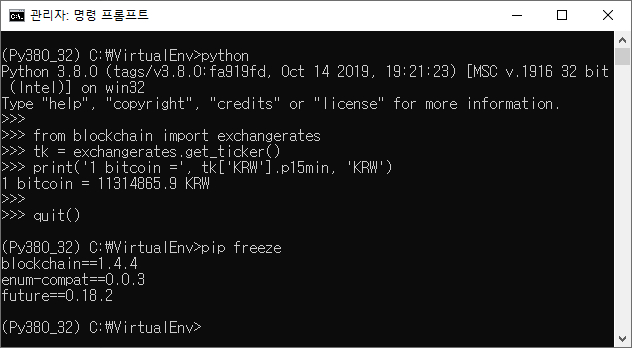 관리자: 명령 프롬프트
(Py380_32) C:₩VirtualEnv>python
Python 3.8.0 (tags/v3.8.0:fa919fd, Oct 14 2019, 19:21:23) [MSC v.1916 32 bit
(Intel)] on win32
Type "help", "copyright", "credits" or "license" for more information.
>>>
>>> from blockchain import exchangerates
>>> tk = exchangerates.get_ticker()
>>> print('1 bitcoin =', tk['KRW'].p15min, 'KRW')
1 bitcoin = 11314865.9 KRW
>>>
>>> quit()
(Py380_32) C:₩VirtualEnv>pip freeze
blockchain==1.4.4
enum-compat==0.0.3
future==0.18.2
(Py380_32) C:₩VirtualEnv>